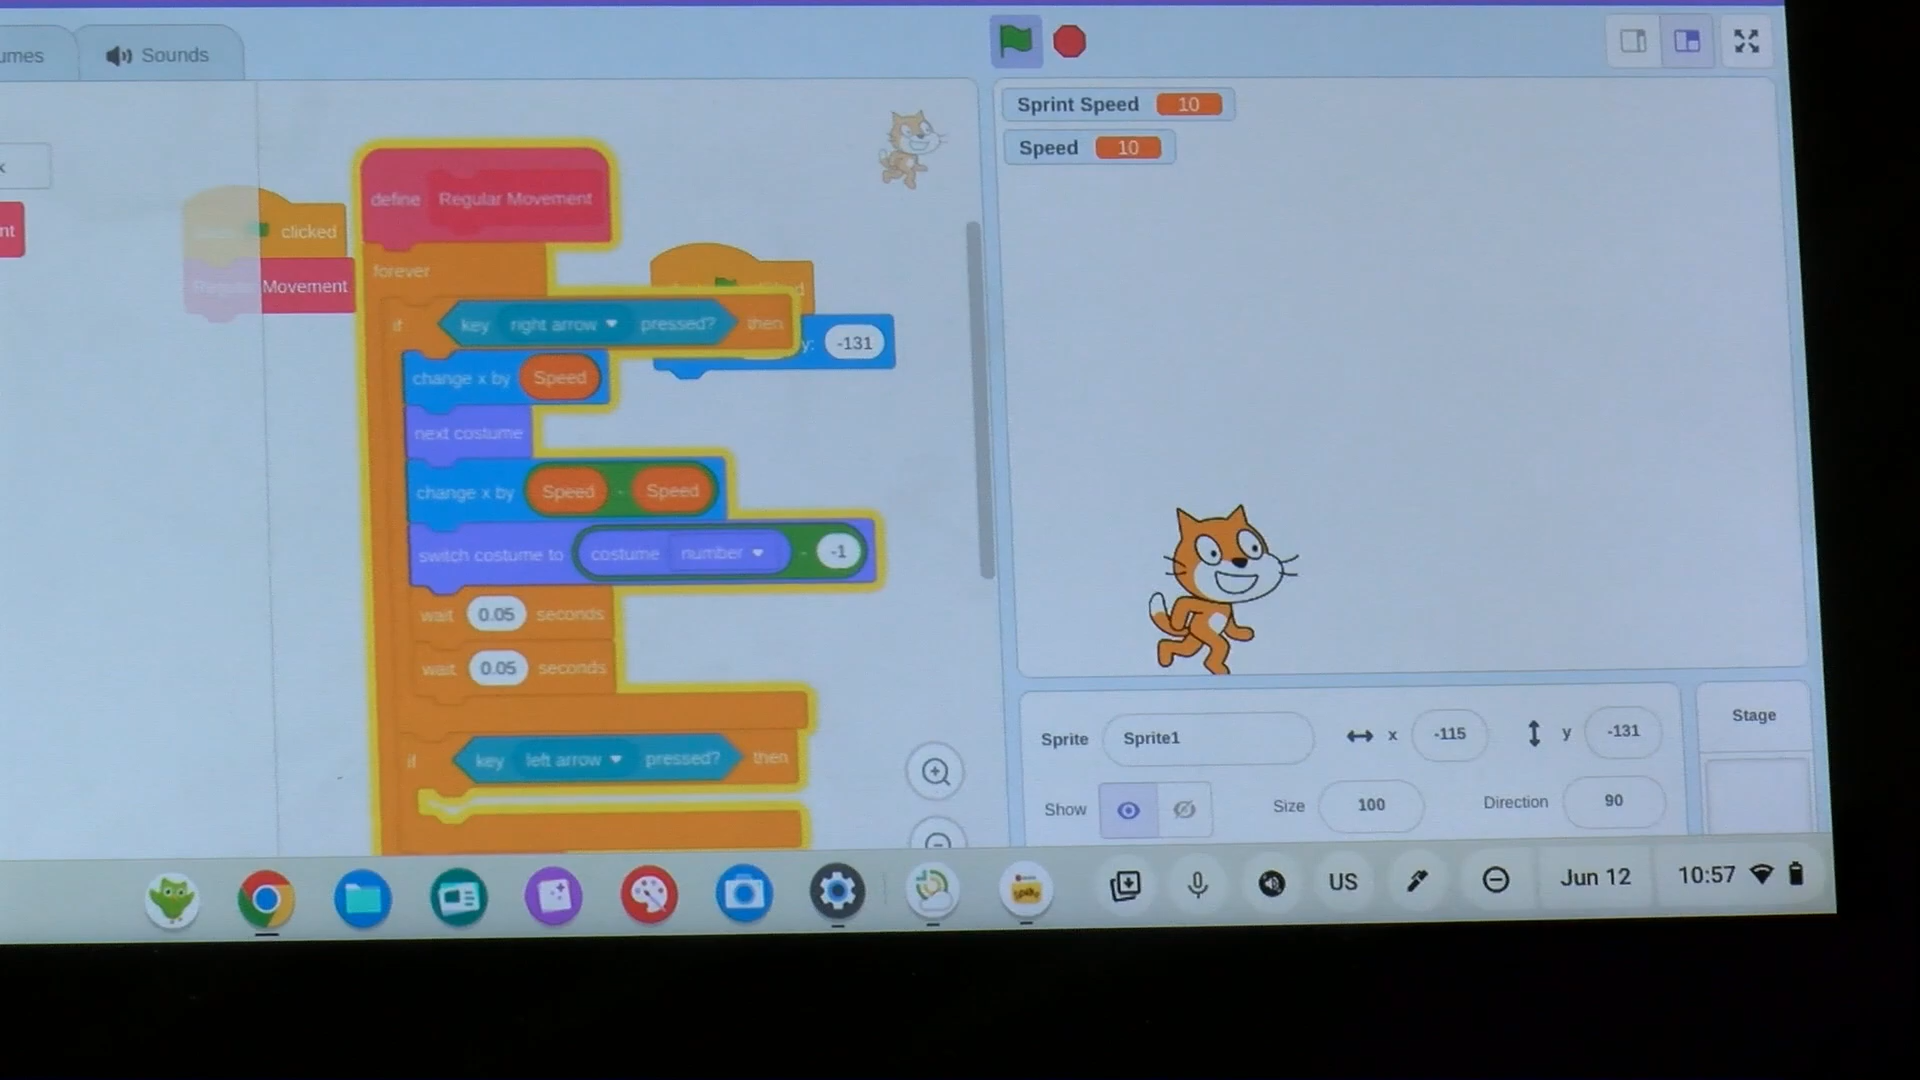 umes
Sounds
Sprint Speed 10
Speed 10
x
nt
clicked
Regular Movement
define Regular Movement
forever
if key right arrow pressed? then
y: -131
change x by Speed
next costume
change x by Speed - Speed
switch costume to costume number - -1
wait 0.05 seconds
wait 0.05 seconds
if key left arrow pressed? then
Sprite Sprite1 x -115 y -131
Show Size 100 Direction 90
Stage
US
Jun 12
10:57